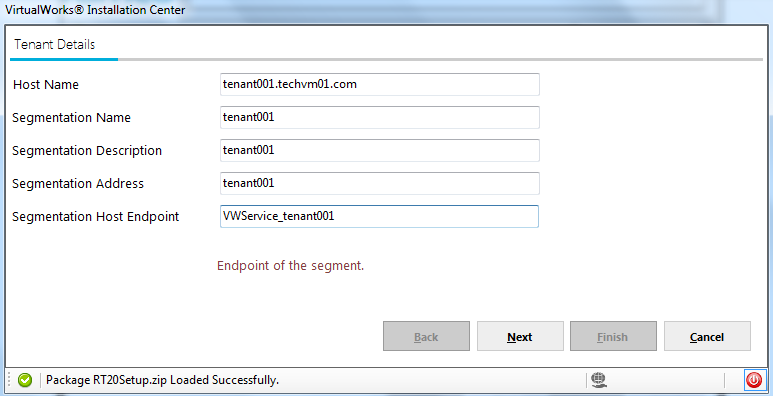 VirtualWorks® Installation Center
Tenant Details
Host Name tenant001.techvm01.com
Segmentation Name tenant001
Segmentation Description tenant001
Segmentation Address tenant001
Segmentation Host Endpoint VWService_tenant001
Endpoint of the segment.
Back Next Finish Cancel
Package RT20Setup.zip Loaded Successfully.